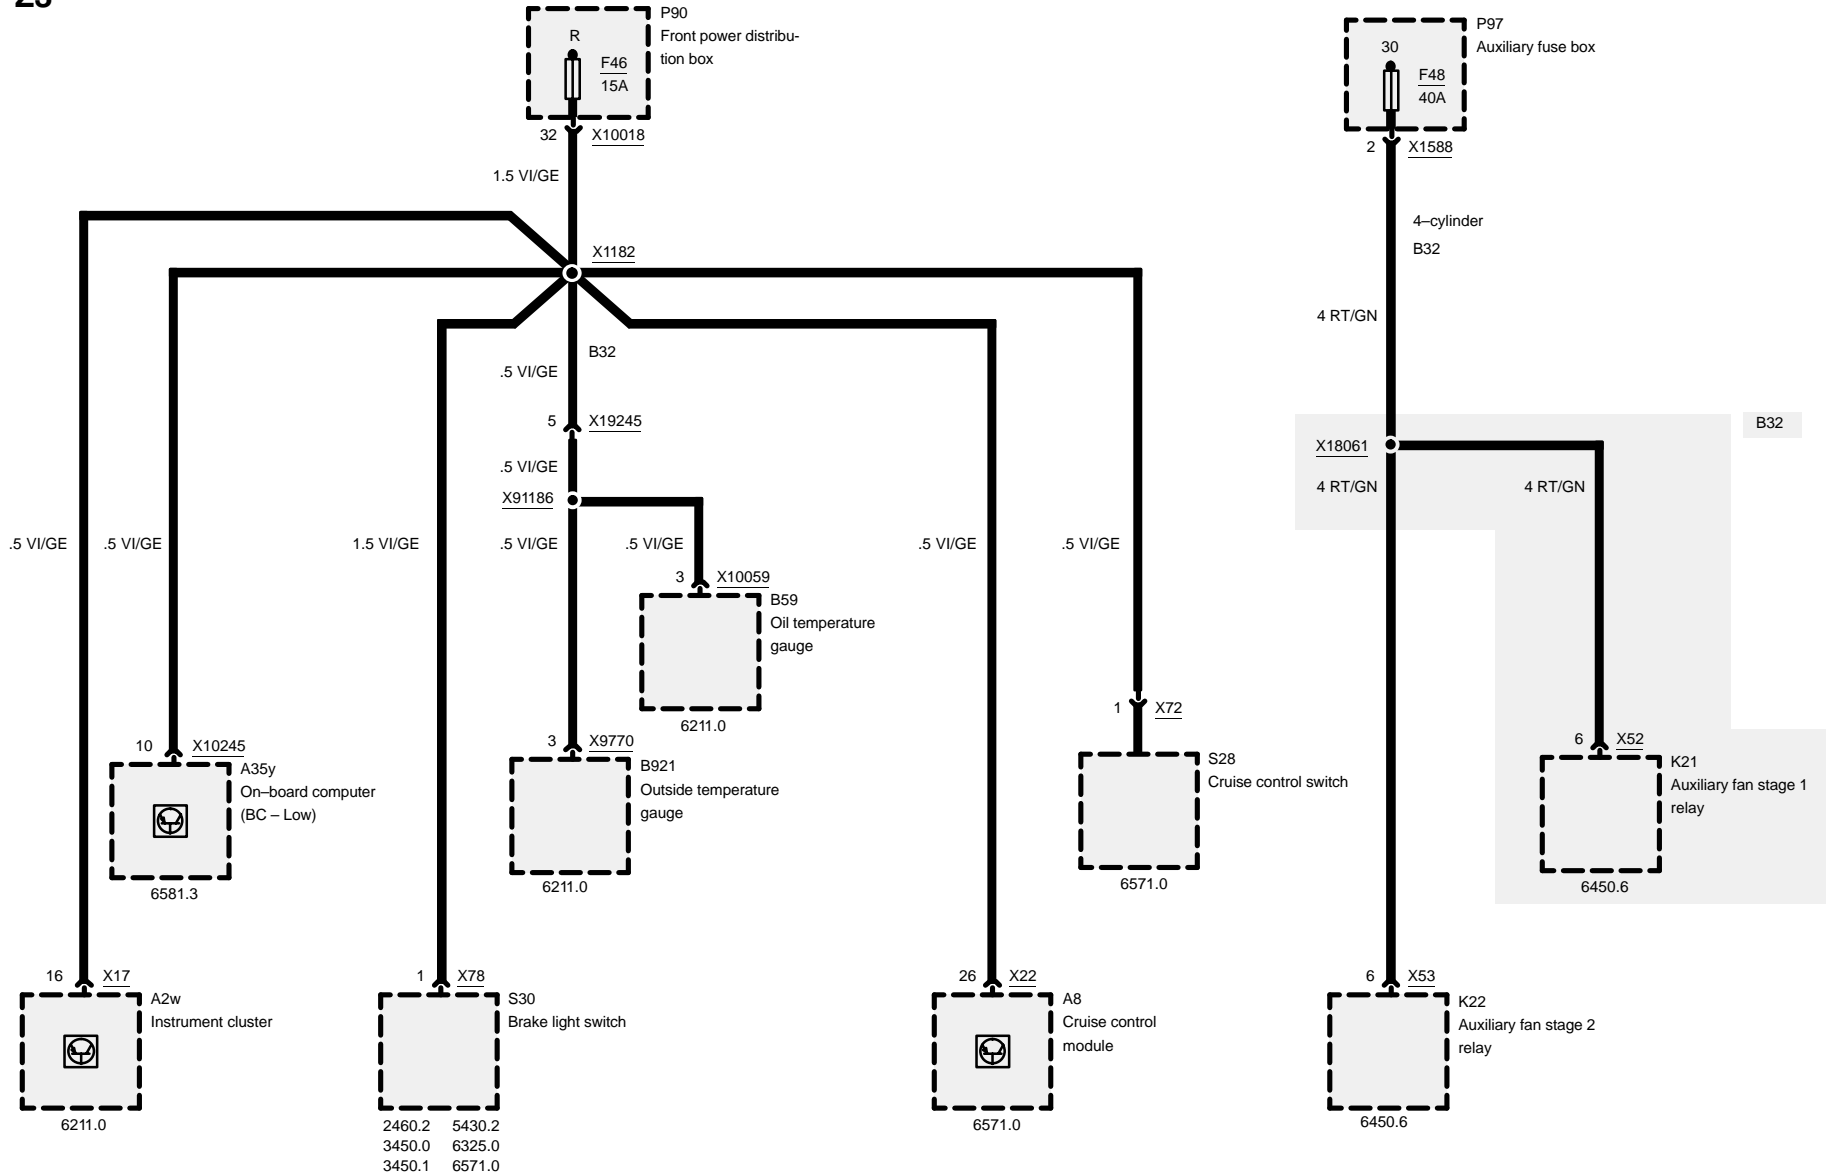 P90
Front power distribu-
tion box
R
F46
15A
32 X10018
1.5 VI/GE
X1182
B32
.5 VI/GE
5 X19245
.5 VI/GE
X91186
.5 VI/GE
.5 VI/GE
1.5 VI/GE
.5 VI/GE
.5 VI/GE
.5 VI/GE
.5 VI/GE
3 X10059
B59
Oil temperature
gauge
6211.0
10 X10245
A35y
On–board computer
(BC – Low)
6581.3
3 X9770
B921
Outside temperature
gauge
6211.0
1 X72
S28
Cruise control switch
6571.0
16 X17
A2w
Instrument cluster
6211.0
1 X78
S30
Brake light switch
2460.2 5430.2
3450.0 6325.0
3450.1 6571.0
26 X22
A8
Cruise control
module
6571.0
P97
Auxiliary fuse box
30
F48
40A
2 X1588
4–cylinder
B32
4 RT/GN
B32
X18061
4 RT/GN
4 RT/GN
6 X52
K21
Auxiliary fan stage 1
relay
6450.6
6 X53
K22
Auxiliary fan stage 2
relay
6450.6